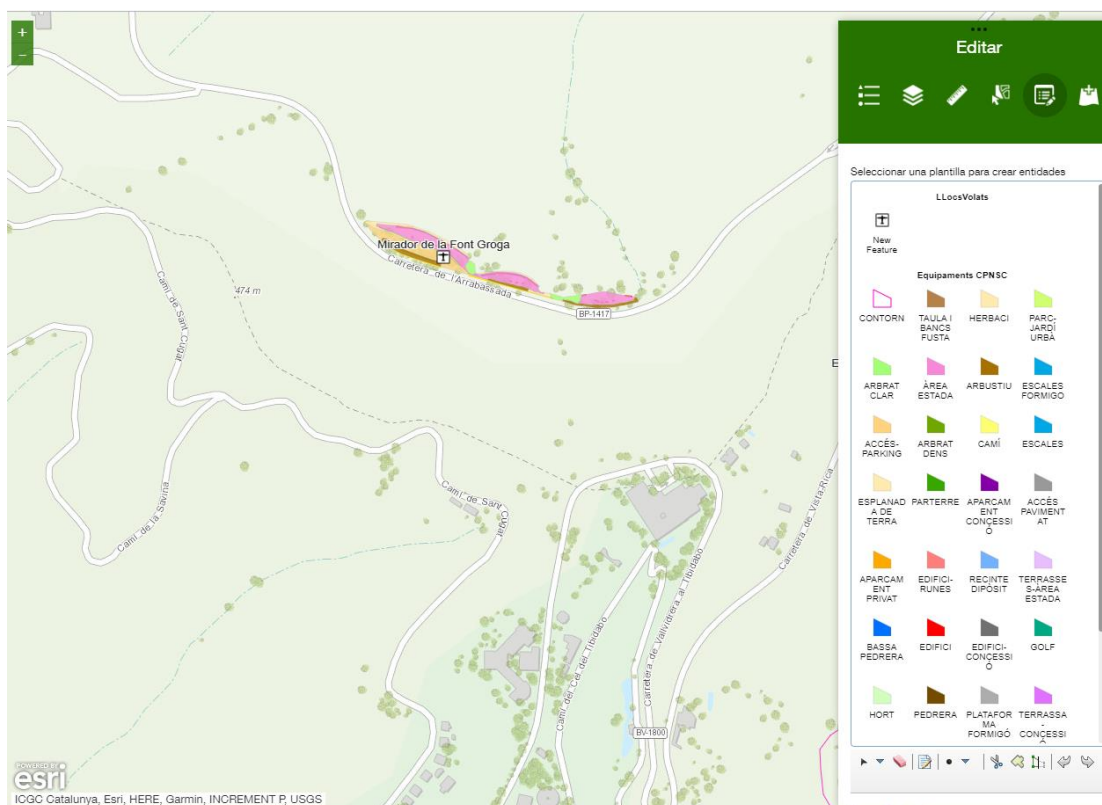 +
−
Mirador de la Font Groga
Carretera de l'Arrabassada
BP-1417
474 m
Camí de Sant Cugat
Camí de la Savina
Camí de Sant Cugat
E
Carretera de Vista Rica
Camí del Cel del Tibidabo
Carretera de Vallvidrera al Tibidabo
BV-1800
POWERED BY
esri
ICGC Catalunya, Esri, HERE, Garmin, INCREMENT P, USGS
Editar
Seleccionar una plantilla para crear entidades
LLocsVolats
New
Feature
Equipaments CPNSC
CONTORN
TAULA I
BANCS
FUSTA
HERBACI
PARC-
JARDÍ
URBÀ
ARBRAT
CLAR
ÀREA
ESTADA
ARBUSTIU
ESCALES
FORMIGO
ACCÉS-
PARKING
ARBRAT
DENS
CAMÍ
ESCALES
ESPLANAD
A DE
TERRA
PARTERRE
APARCAM
ENT
CONCESSI
Ó
ACCÉS
PAVIMENT
AT
APARCAM
ENT
PRIVAT
EDIFICI-
RUNES
RECINTE
DIPÒSIT
TERRASSE
S-ÀREA
ESTADA
BASSA
PEDRERA
EDIFICI
EDIFICI-
CONCESSI
Ó
GOLF
HORT
PEDRERA
PLATAFOR
MA
FORMIGÓ
TERRASSA
-
CONCESSI
Ó